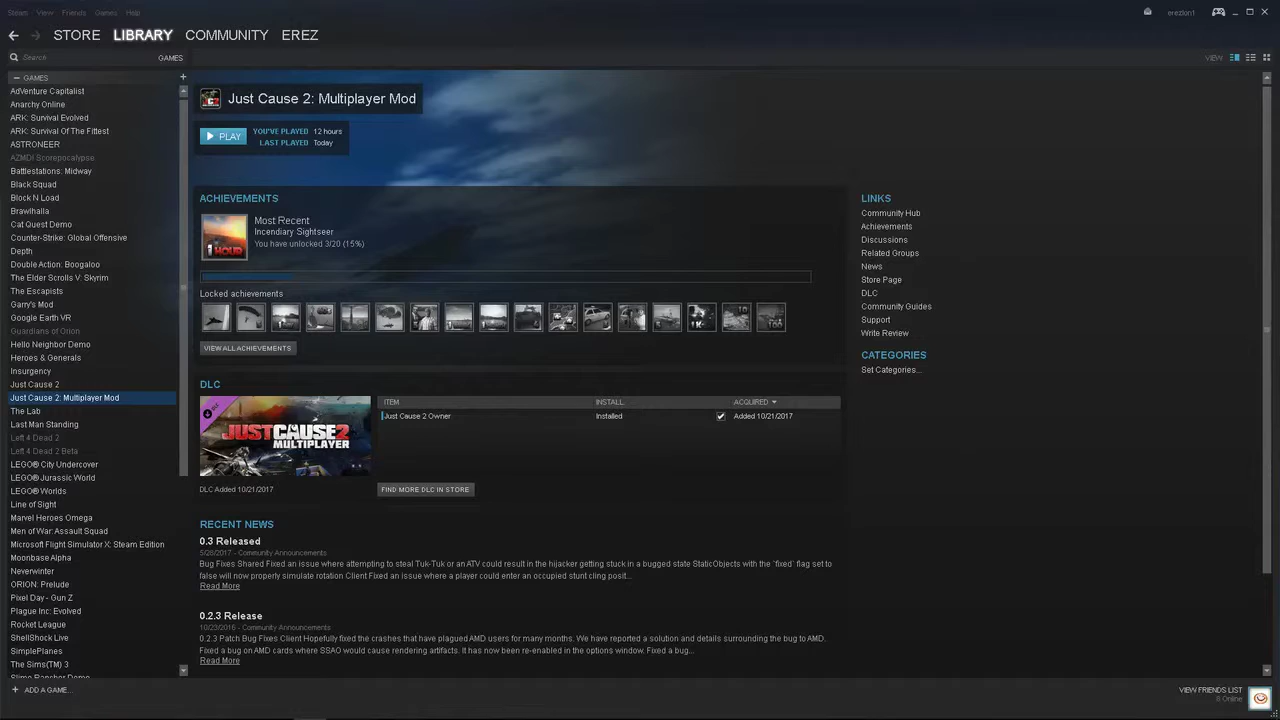 Steam View Friends Games Help
erezlon1
STORE LIBRARY COMMUNITY EREZ
Search GAMES
VIEW
GAMES
AdVenture Capitalist
Anarchy Online
ARK: Survival Evolved
ARK: Survival Of The Fittest
ASTRONEER
AZMDI Scorepocalypse
Battlestations: Midway
Black Squad
Block N Load
Brawlhalla
Cat Quest Demo
Counter-Strike: Global Offensive
Depth
Double Action: Boogaloo
The Elder Scrolls V: Skyrim
The Escapists
Garry's Mod
Google Earth VR
Guardians of Orion
Hello Neighbor Demo
Heroes & Generals
Insurgency
Just Cause 2
Just Cause 2: Multiplayer Mod
The Lab
Last Man Standing
Left 4 Dead 2
Left 4 Dead 2 Beta
LEGO® City Undercover
LEGO® Jurassic World
LEGO® Worlds
Line of Sight
Marvel Heroes Omega
Men of War: Assault Squad
Microsoft Flight Simulator X: Steam Edition
Moonbase Alpha
Neverwinter
ORION: Prelude
Pixel Day - Gun Z
Plague Inc: Evolved
Rocket League
ShellShock Live
SimplePlanes
The Sims(TM) 3
Slime Rancher Demo
ADD A GAME...
Just Cause 2: Multiplayer Mod
PLAY
YOU'VE PLAYED 12 hours
LAST PLAYED Today
ACHIEVEMENTS
1 HOUR
Most Recent
Incendiary Sightseer
You have unlocked 3/20 (15%)
Locked achievements
VIEW ALL ACHIEVEMENTS
DLC
DLC
JUST CAUSE 2
MULTIPLAYER
DLC Added 10/21/2017
ITEM INSTALL ACQUIRED
Just Cause 2 Owner Installed Added 10/21/2017
FIND MORE DLC IN STORE
RECENT NEWS
0.3 Released
5/28/2017 - Community Announcements
Bug Fixes Shared Fixed an issue where attempting to steal Tuk-Tuk or an ATV could result in the hijacker getting stuck in a bugged state StaticObjects with the `fixed` flag set to
false will now properly simulate rotation Client Fixed an issue where a player could enter an occupied stunt cling posit...
Read More
0.2.3 Release
10/23/2016 - Community Announcements
0.2.3 Patch Bug Fixes Client Hopefully fixed the crashes that have plagued AMD users for many months. We have reported a solution and details surrounding the bug to AMD.
Fixed a bug on AMD cards where SSAO would cause rendering artifacts. It has now been re-enabled in the options window. Fixed a bug...
Read More
LINKS
Community Hub
Achievements
Discussions
Related Groups
News
Store Page
DLC
Community Guides
Support
Write Review
CATEGORIES
Set Categories...
VIEW FRIENDS LIST
Online